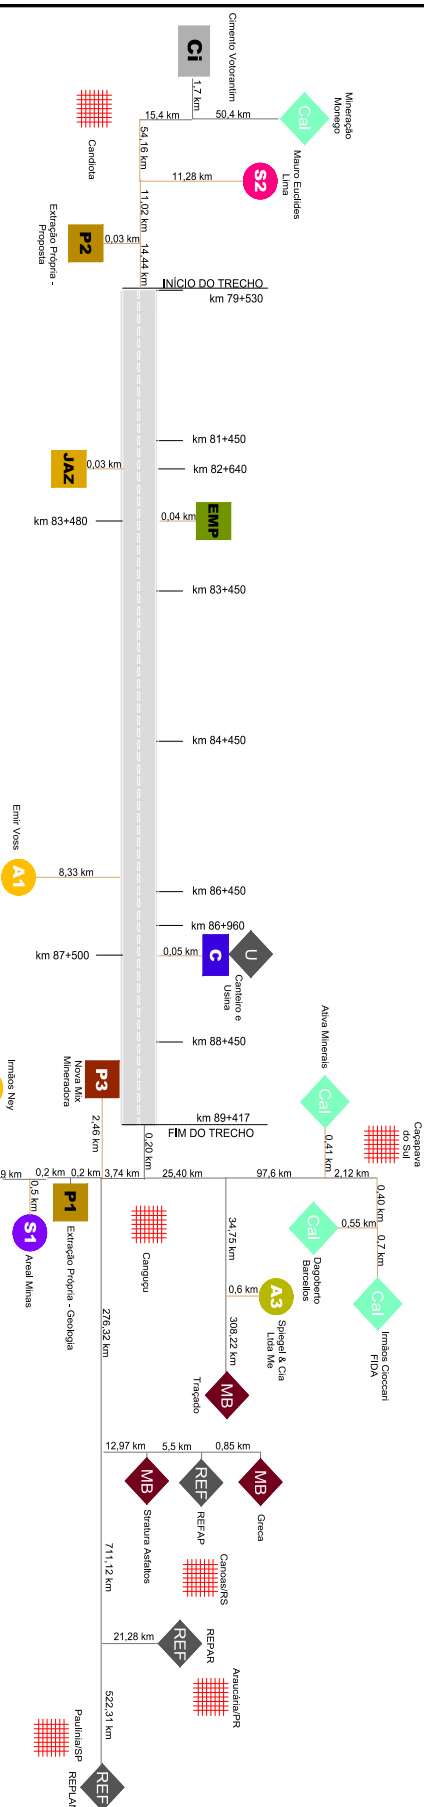 Cimento Votorantim
Ci
1,7 km
15,4 km
50,4 km
Cal
Mineração
Monego
Candiota
54,16 km
11,28 km
S2
Mauro Euclides
Lima
11,02 km
Extração Própria -
Proposta
P2
0,03 km
14,44 km
INÍCIO DO TRECHO
km 79+530
km 81+450
JAZ
0,03 km
km 82+640
km 83+480
0,04 km
EMP
km 83+450
km 84+450
Emir Voss
A1
8,33 km
km 86+450
km 86+960
km 87+500
0,05 km
C
U
Canteiro e
Usina
km 88+450
Nova Mix
Mineradora
P3
2,46 km
km 89+417
FIM DO TRECHO
0,20 km
Irmãos Ney
Ativa Minerais
Cal
0,41 km
Caçapava
do Sul
9 km
0,2 km
0,2 km
3,74 km
25,40 km
97,6 km
2,12 km
0,5 km
S1
Areal Minas
P1
Extração Própria - Geologia
Canguçu
34,75 km
0,40 km
0,55 km
Cal
Dagoberto
Barcellos
0,7 km
Cal
Irmãos Cioccari
FIDA
0,6 km
A3
Spiegel & Cia
Ltda Me
276,32 km
308,22 km
Traçado
MB
12,97 km
5,5 km
0,85 km
MB
Stratura Asfaltos
REF
REFAP
MB
Greca
Canoas/RS
711,12 km
21,28 km
REF
REPAR
Araucária/PR
522,31 km
Paulínia/SP
REF
REPLAN